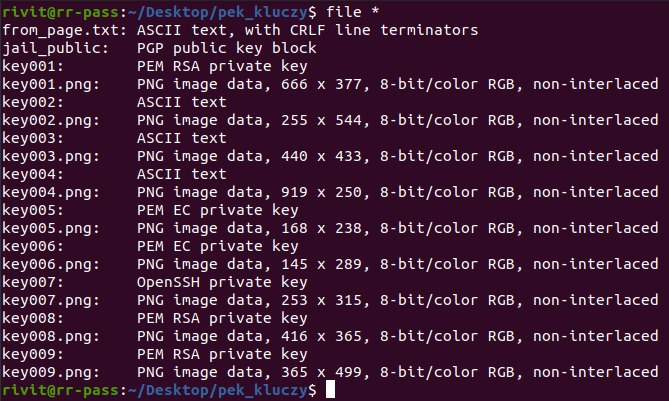 rivit@rr-pass:~/Desktop/pek_kluczy$ file *
from_page.txt: ASCII text, with CRLF line terminators
jail_public:   PGP public key block
key001:        PEM RSA private key
key001.png:    PNG image data, 666 x 377, 8-bit/color RGB, non-interlaced
key002:        ASCII text
key002.png:    PNG image data, 255 x 544, 8-bit/color RGB, non-interlaced
key003:        ASCII text
key003.png:    PNG image data, 440 x 433, 8-bit/color RGB, non-interlaced
key004:        ASCII text
key004.png:    PNG image data, 919 x 250, 8-bit/color RGB, non-interlaced
key005:        PEM EC private key
key005.png:    PNG image data, 168 x 238, 8-bit/color RGB, non-interlaced
key006:        PEM EC private key
key006.png:    PNG image data, 145 x 289, 8-bit/color RGB, non-interlaced
key007:        OpenSSH private key
key007.png:    PNG image data, 253 x 315, 8-bit/color RGB, non-interlaced
key008:        PEM RSA private key
key008.png:    PNG image data, 416 x 365, 8-bit/color RGB, non-interlaced
key009:        PEM RSA private key
key009.png:    PNG image data, 365 x 499, 8-bit/color RGB, non-interlaced
rivit@rr-pass:~/Desktop/pek_kluczy$